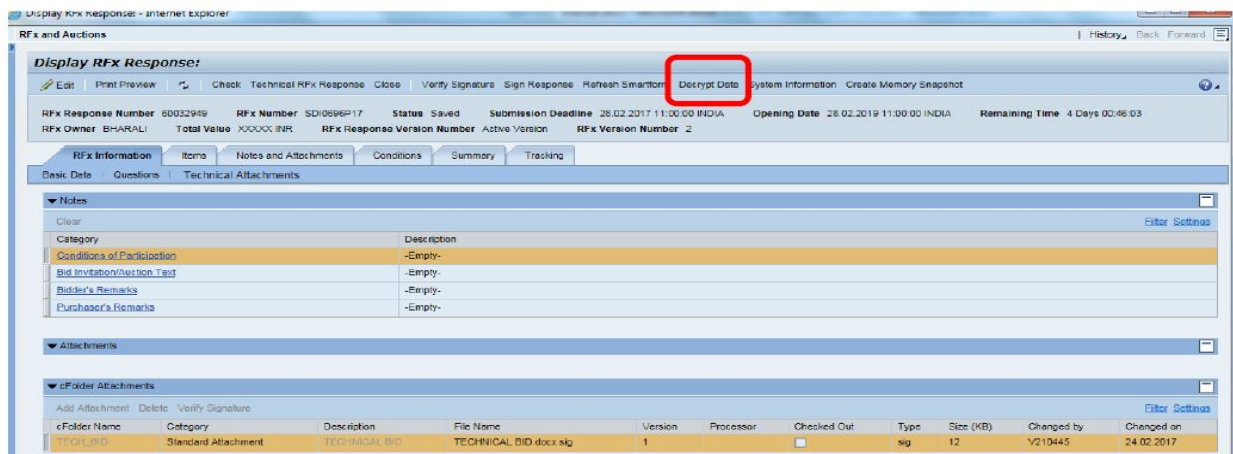 Display RFx Response: - Internet Explorer
RFx and Auctions
History Back Forward
Display RFx Response:
Edit Print Preview Check Technical RFx Response Close Verify Signature Sign Response Refresh Smartform Decrypt Data System Information Create Memory Snapshot
RFx Response Number 60032949 RFx Number SDI0696P17 Status Saved Submission Deadline 28.02.2017 11:00:00 INDIA Opening Date 28.02.2019 11:00:00 INDIA Remaining Time 4 Days 00:46:03
RFx Owner BHARALI Total Value XXXXX INR RFx Response Version Number Active Version RFx Version Number 2
RFx Information Items Notes and Attachments Conditions Summary Tracking
Basic Data Questions Technical Attachments
Notes
Clear Filter Settings
Category Description
Conditions of Participation -Empty-
Bid Invitation/Auction Text -Empty-
Bidder's Remarks -Empty-
Purchaser's Remarks -Empty-
Attachments
cFolder Attachments
Add Attachment Delete Verify Signature Filter Settings
cFolder Name Category Description File Name Version Processor Checked Out Type Size (KB) Changed by Changed on
TECH_BID Standard Attachment TECHNICAL BID TECHNICAL BID.docx.sig 1 sig 12 V210445 24.02.2017